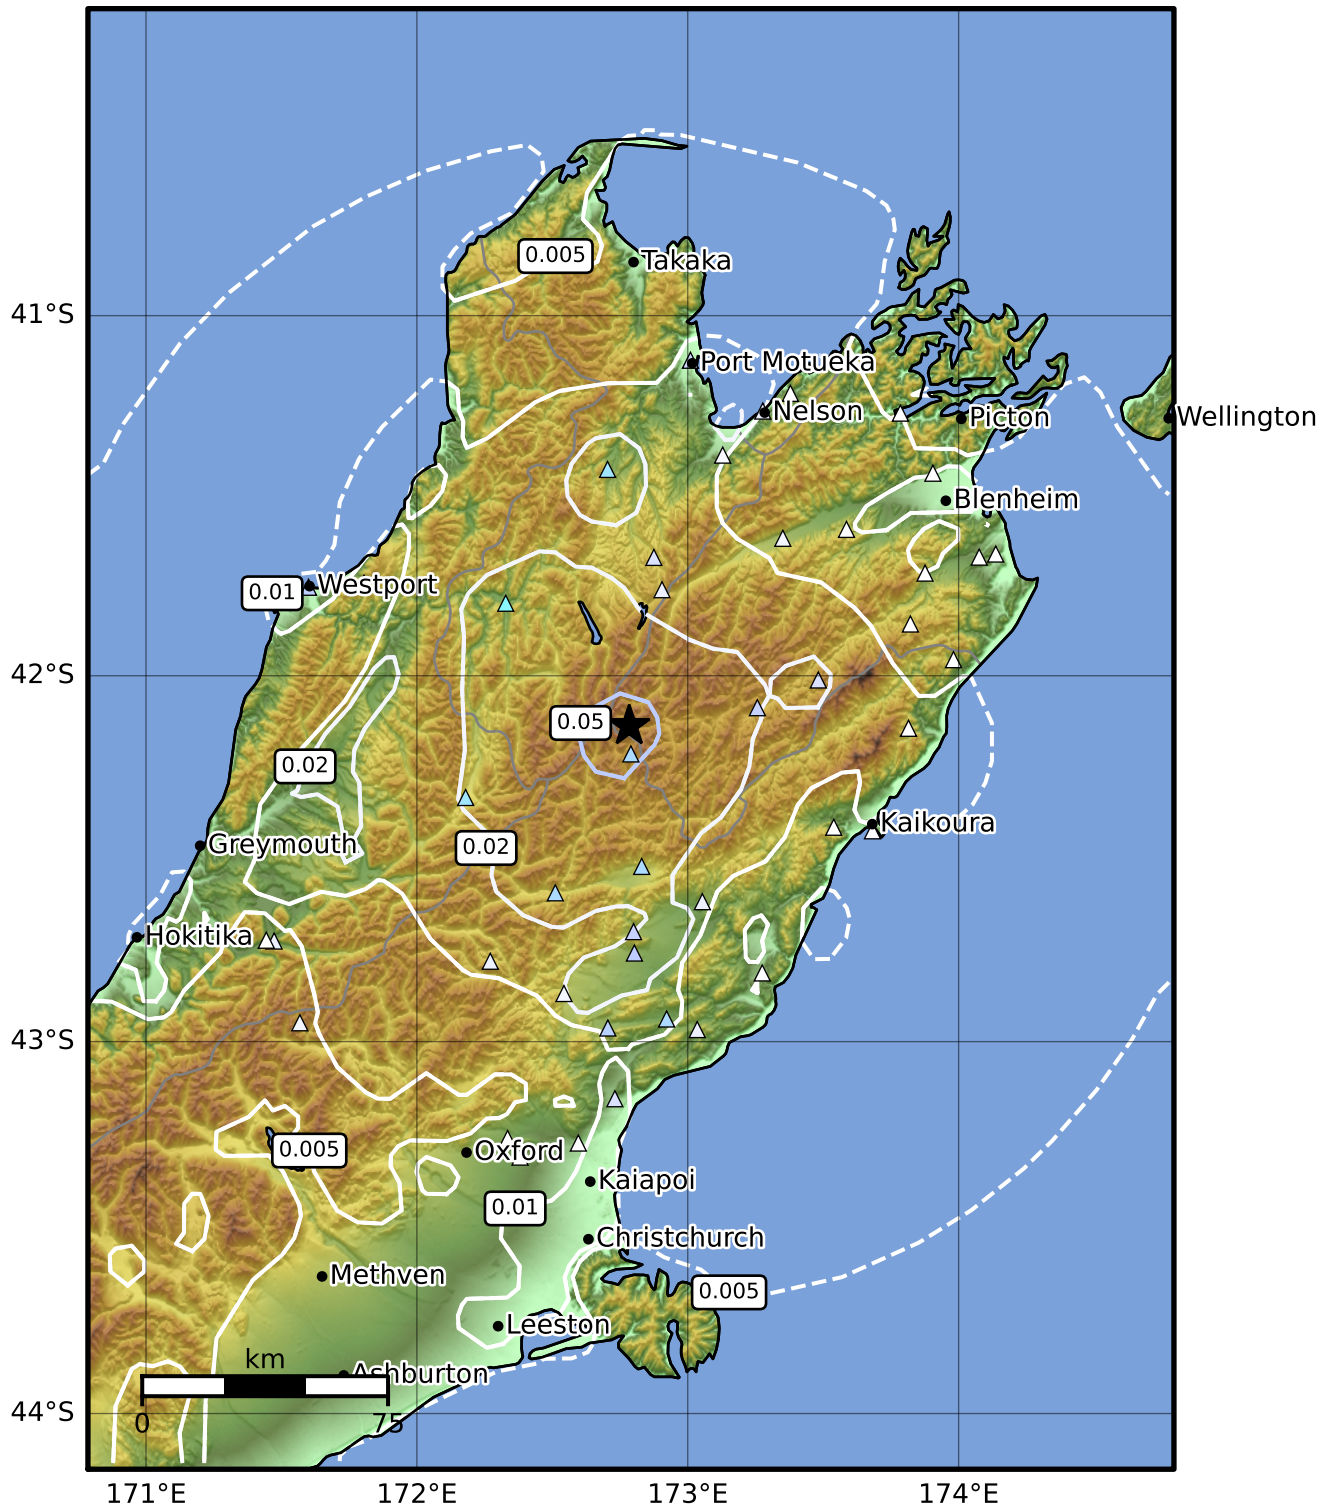 0.005
Takaka
41°S
Port Motueka
Nelson
Picton
Wellington
Blenheim
0.01
Westport
42°S
0.05
0.02
Kaikoura
Greymouth
0.02
Hokitika
43°S
0.005
Oxford
Kaiapoi
0.01
Christchurch
Methven
0.005
Leeston
km
Ashburton
0
75
44°S
171°E
172°E
173°E
174°E